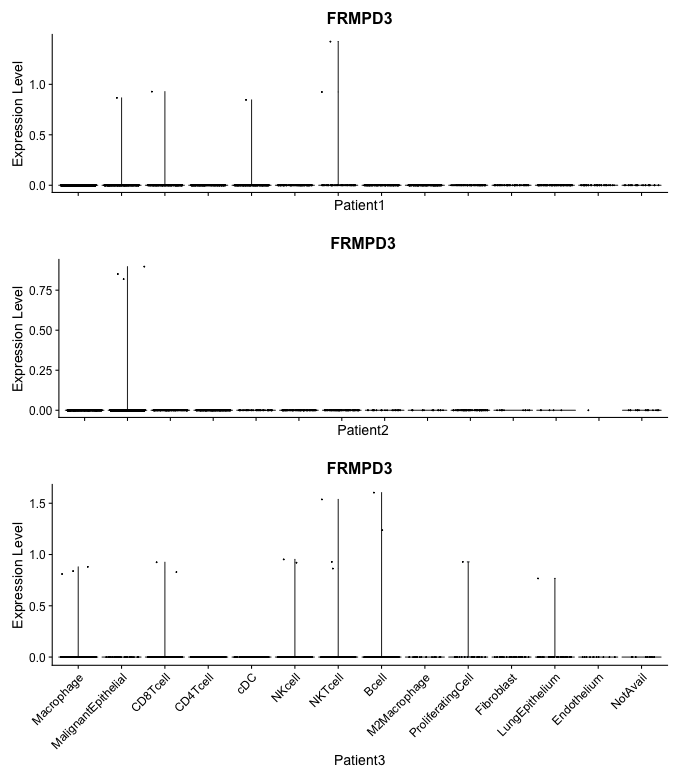 FRMPD3
Expression Level
1.0
0.5
0.0
Patient1
FRMPD3
Expression Level
0.75
0.50
0.25
0.00
Patient2
FRMPD3
Expression Level
1.5
1.0
0.5
0.0
Macrophage
MalignantEpithelial
CD8Tcell
CD4Tcell
cDC
NKcell
NKTcell
Bcell
M2Macrophage
ProliferatingCell
Fibroblast
LungEpithelium
Endothelium
NotAvail
Patient3